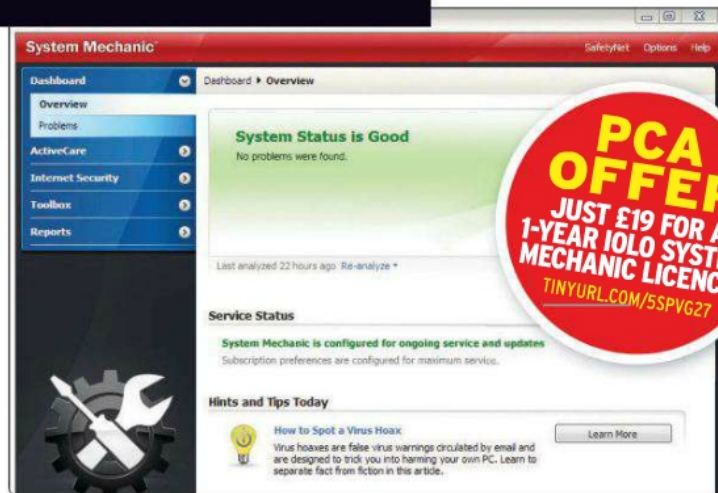 System Mechanic
SafetyNet Options Help
Dashboard
Overview
Problems
ActiveCare
Internet Security
Toolbox
Reports
Dashboard ▸ Overview
System Status is Good
No problems were found.
Last analyzed 22 hours ago Re-analyze
Service Status
System Mechanic is configured for ongoing service and updates
Subscription preferences are configured for maximum service.
Hints and Tips Today
How to Spot a Virus Hoax
Virus hoaxes are false virus warnings circulated by email and
are designed to trick you into harming your own PC. Learn to
separate fact from fiction in this article.
Learn More
PCA
OFFER
JUST £19 FOR A
1-YEAR IOLO SYSTE
MECHANIC LICENC
TINYURL.COM/5SPVG27